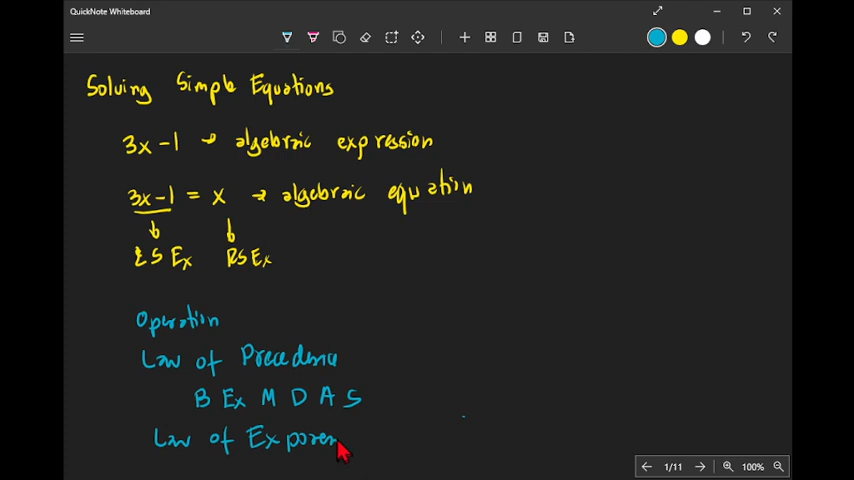 QuickNote Whiteboard
Solving Simple Equations
3x-1 → algebraic expression
3x-1 = x → algebraic equation
LS Ex RS Ex
Operation
Law of Precedence
B Ex M D A S
Law of Exponen
1/11 100%